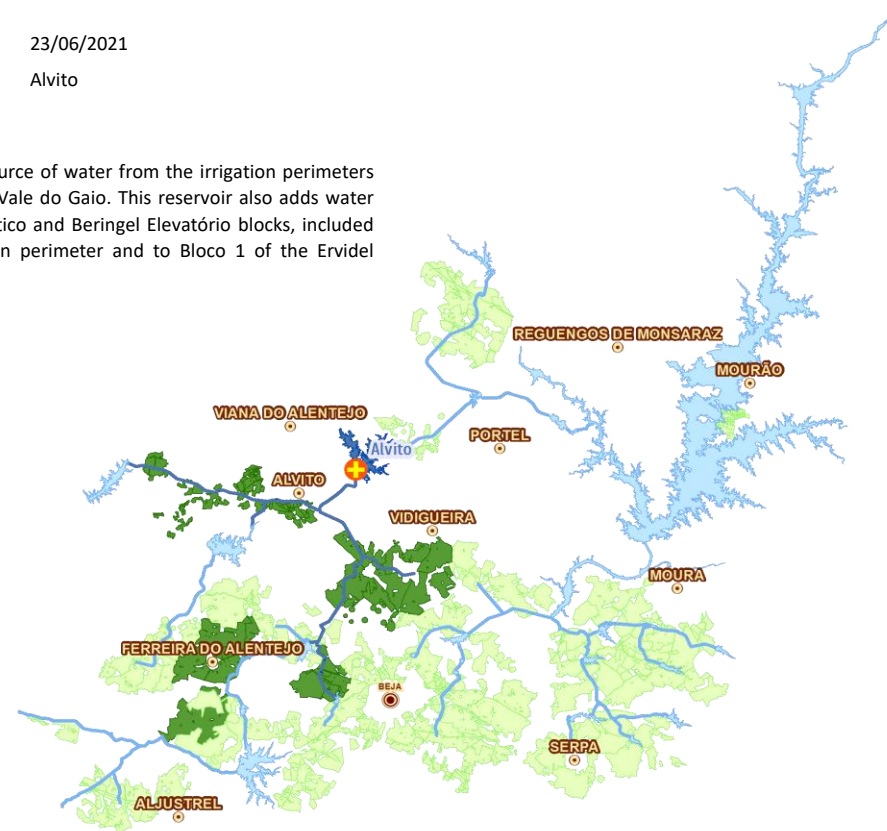 23/06/2021
Alvito
urce of water from the irrigation perimeters
Vale do Gaio. This reservoir also adds water
tico and Beringel Elevatório blocks, included
n perimeter and to Bloco 1 of the Ervidel
REGUENGOS DE MONSARAZ
MOURÃO
VIANA DO ALENTEJO
PORTEL
Alvito
ALVITO
VIDIGUEIRA
MOURA
FERREIRA DO ALENTEJO
BEJA
SERPA
ALJUSTREL